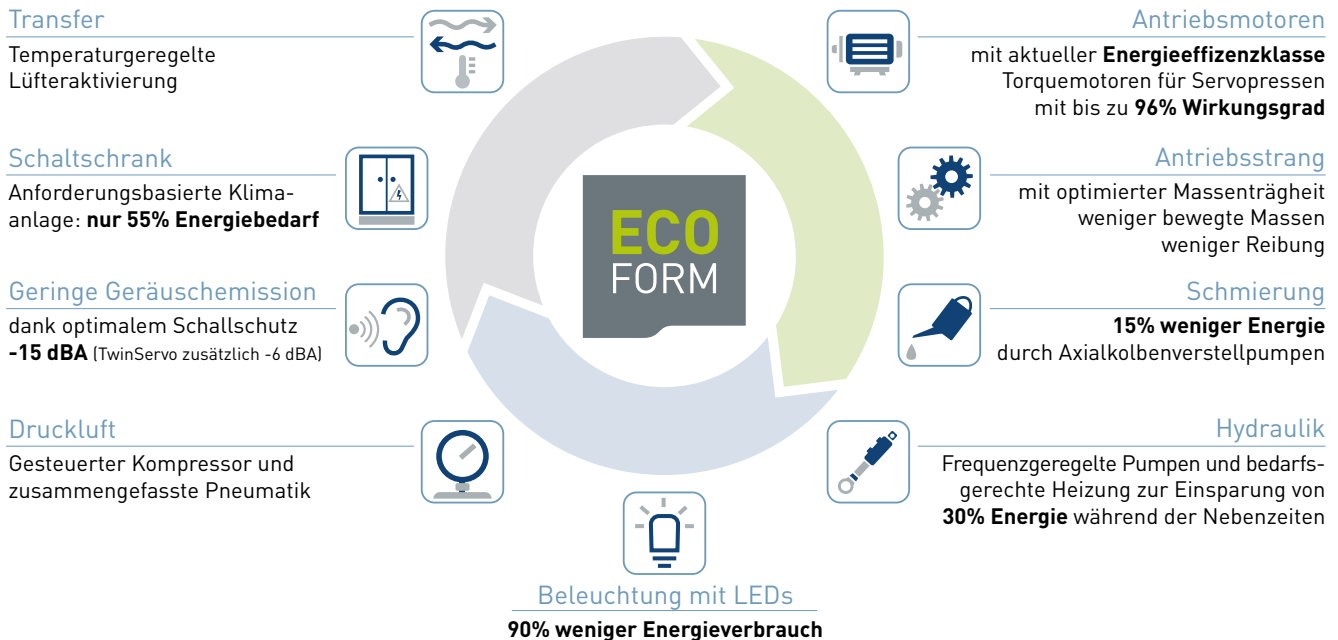 Transfer
Temperaturgeregelte
Lüfteraktivierung
Schaltschrank
Anforderungsbasierte Klima-
anlage: nur 55% Energiebedarf
Geringe Geräuschemission
dank optimalem Schallschutz
-15 dBA (TwinServo zusätzlich -6 dBA)
Druckluft
Gesteuerter Kompressor und
zusammengefasste Pneumatik
ECO
FORM
Antriebsmotoren
mit aktueller Energieeffizenzklasse
Torquemotoren für Servopressen
mit bis zu 96% Wirkungsgrad
Antriebsstrang
mit optimierter Massenträgheit
weniger bewegte Massen
weniger Reibung
Schmierung
15% weniger Energie
durch Axialkolbenverstellpumpen
Hydraulik
Frequenzgeregelte Pumpen und bedarfs-
gerechte Heizung zur Einsparung von
30% Energie während der Nebenzeiten
Beleuchtung mit LEDs
90% weniger Energieverbrauch